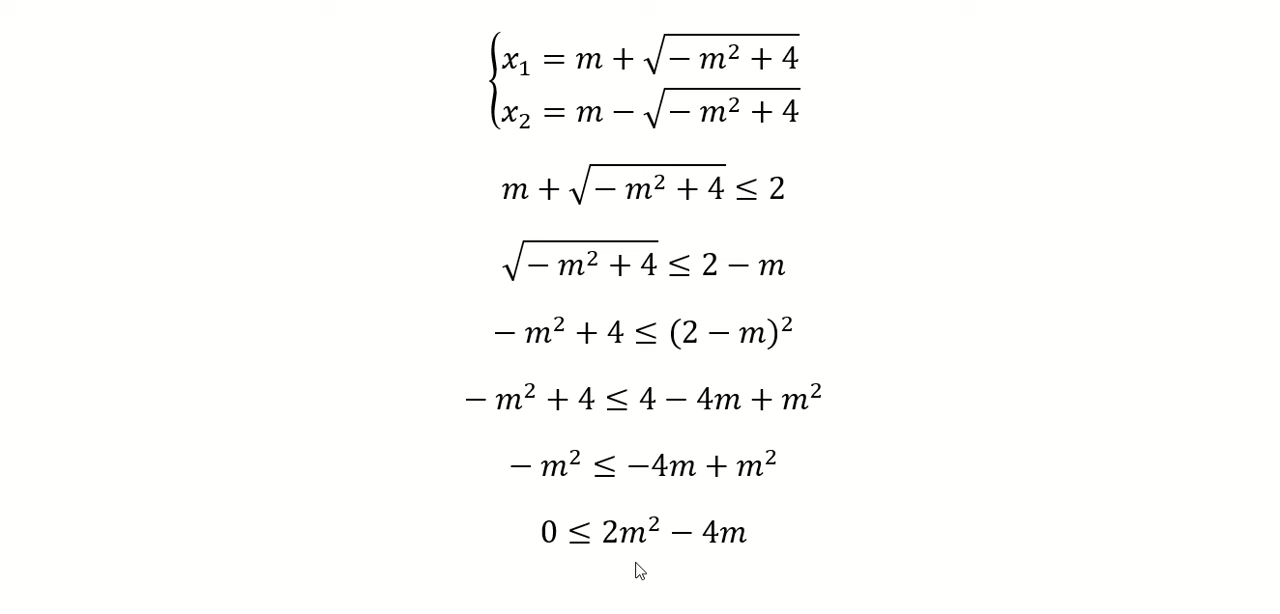 x₁ = m + √(− m² + 4)
x₂ = m − √(− m² + 4)
m + √(− m² + 4) ≤ 2
√(− m² + 4) ≤ 2 − m
− m² + 4 ≤ (2 − m)²
− m² + 4 ≤ 4 − 4m + m²
− m² ≤ −4m + m²
0 ≤ 2m² − 4m